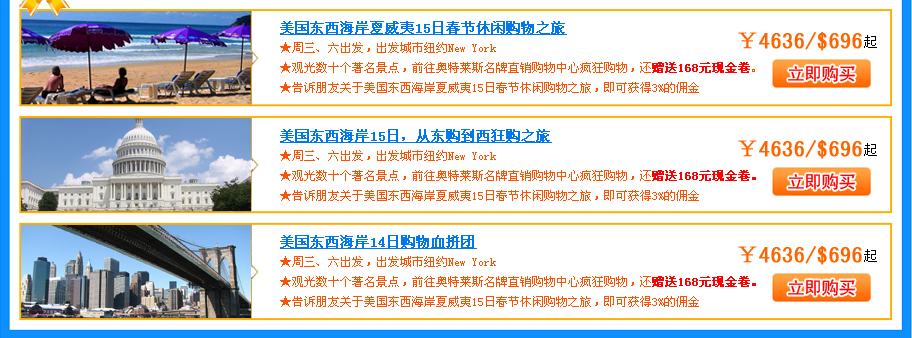 美国东西海岸夏威夷15日春节休闲购物之旅
★周三、六出发，出发城市纽约New York
★观光数十个著名景点，前往奥特莱斯名牌直销购物中心疯狂购物，还赠送168元现金卷。
★告诉朋友关于美国东西海岸夏威夷15日春节休闲购物之旅，即可获得3%的佣金
￥4636/$696起
立即购买
美国东西海岸15日，从东购到西狂购之旅
★周三、六出发，出发城市纽约New York
★观光数十个著名景点，前往奥特莱斯名牌直销购物中心疯狂购物，还赠送168元现金卷。
★告诉朋友关于美国东西海岸夏威夷15日春节休闲购物之旅，即可获得3%的佣金
￥4636/$696起
立即购买
美国东西海岸14日购物血拼团
★周三、六出发，出发城市纽约New York
★观光数十个著名景点，前往奥特莱斯名牌直销购物中心疯狂购物，还赠送168元现金卷。
★告诉朋友关于美国东西海岸夏威夷15日春节休闲购物之旅，即可获得3%的佣金
￥4636/$696起
立即购买